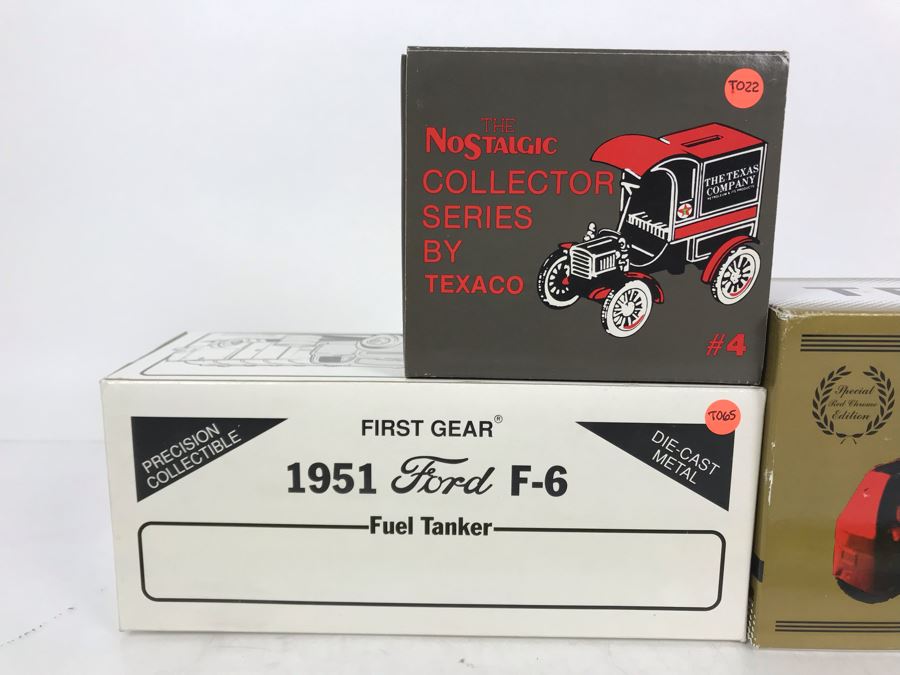 T022
THE
NOSTALGIC
COLLECTOR
SERIES
BY
TEXACO
THE TEXAS
COMPANY
#4
T065
PRECISION
COLLECTIBLE
FIRST GEAR®
DIE-CAST
METAL
1951 Ford F-6
Fuel Tanker
Special
Red Chrome
Edition